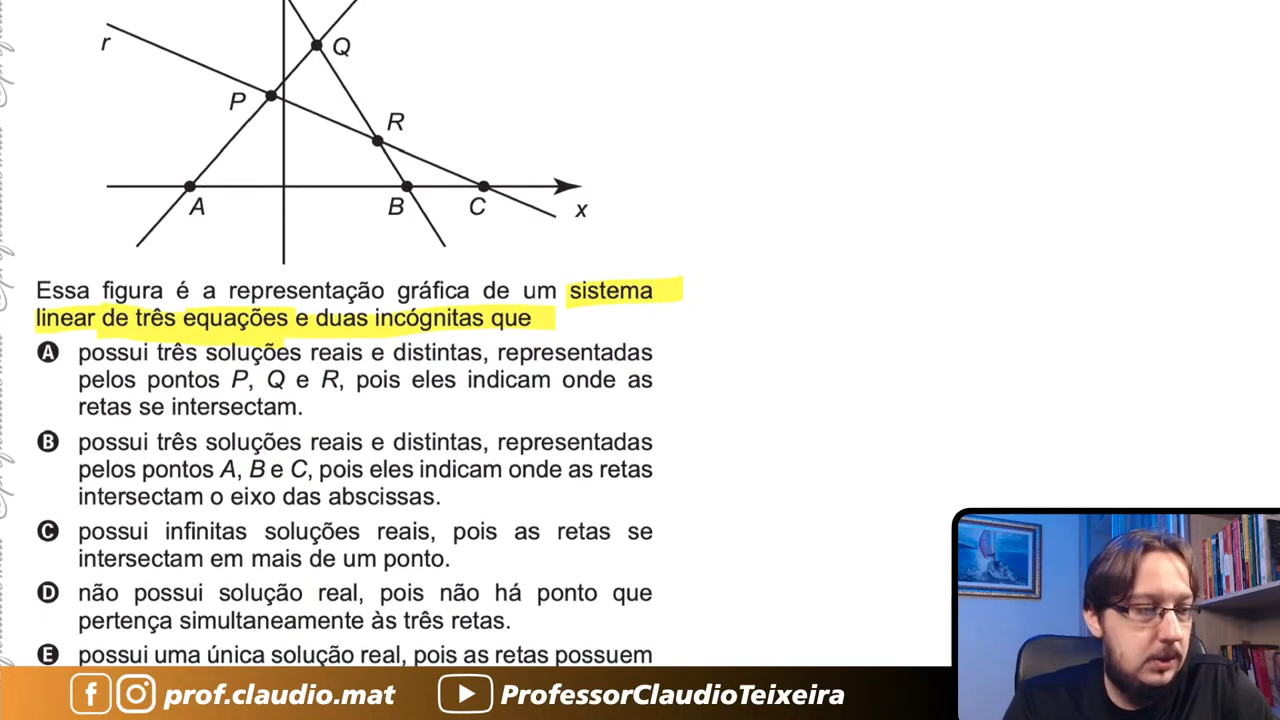 r
Q
P
R
A
B
C
x
Essa figura é a representação gráfica de um sistema
linear de três equações e duas incógnitas que
A possui três soluções reais e distintas, representadas
pelos pontos P, Q e R, pois eles indicam onde as
retas se intersectam.
B possui três soluções reais e distintas, representadas
pelos pontos A, B e C, pois eles indicam onde as retas
intersectam o eixo das abscissas.
C possui infinitas soluções reais, pois as retas se
intersectam em mais de um ponto.
D não possui solução real, pois não há ponto que
pertença simultaneamente às três retas.
E possui uma única solução real, pois as retas possuem
prof.claudio.mat
ProfessorClaudioTeixeira